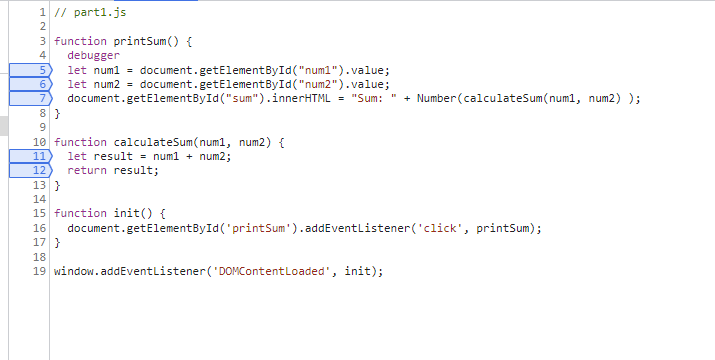 1 // part1.js
2
3 function printSum() {
4   debugger
5   let num1 = document.getElementById("num1").value;
6   let num2 = document.getElementById("num2").value;
7   document.getElementById("sum").innerHTML = "Sum: " + Number(calculateSum(num1, num2) );
8 }
9
10 function calculateSum(num1, num2) {
11   let result = num1 + num2;
12   return result;
13 }
14
15 function init() {
16   document.getElementById('printSum').addEventListener('click', printSum);
17 }
18
19 window.addEventListener('DOMContentLoaded', init);